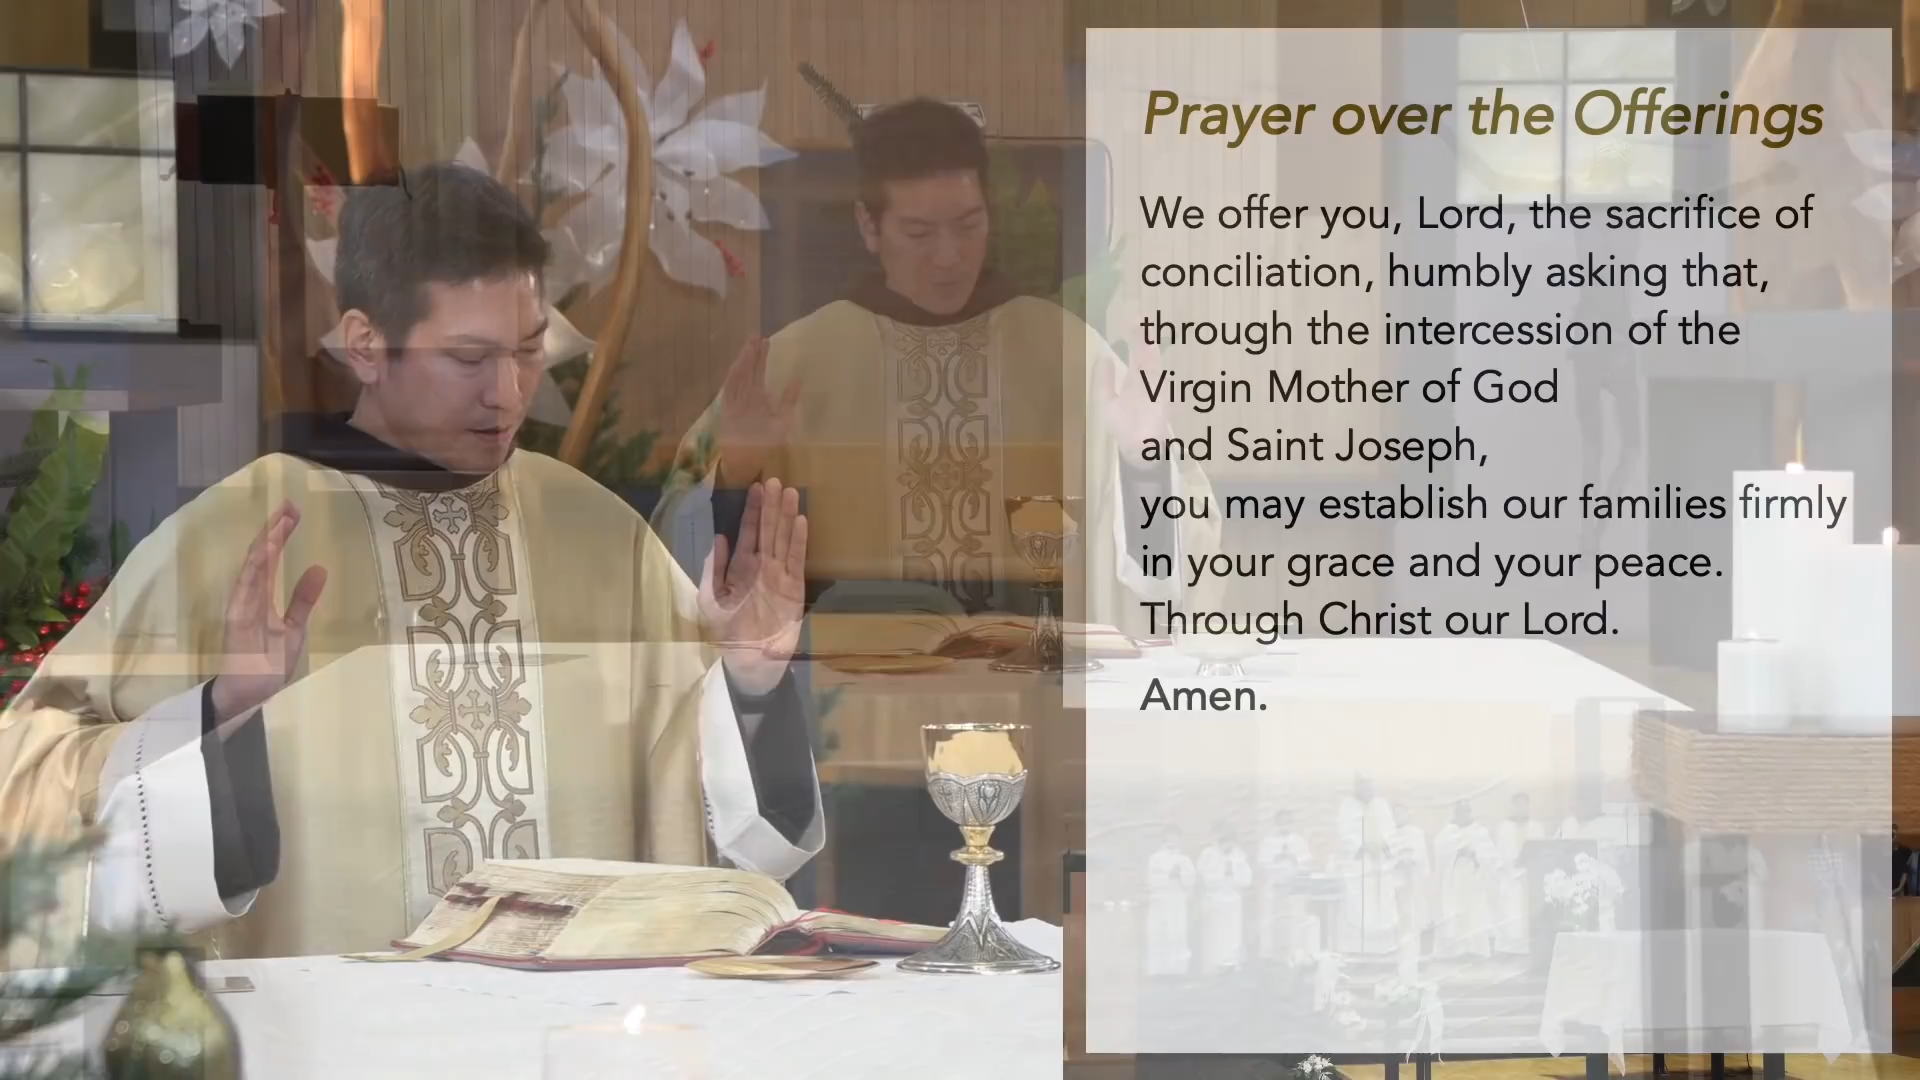 Prayer over the Offerings
We offer you, Lord, the sacrifice of
conciliation, humbly asking that,
through the intercession of the
Virgin Mother of God
and Saint Joseph,
you may establish our families firmly
in your grace and your peace.
Through Christ our Lord.
Amen.